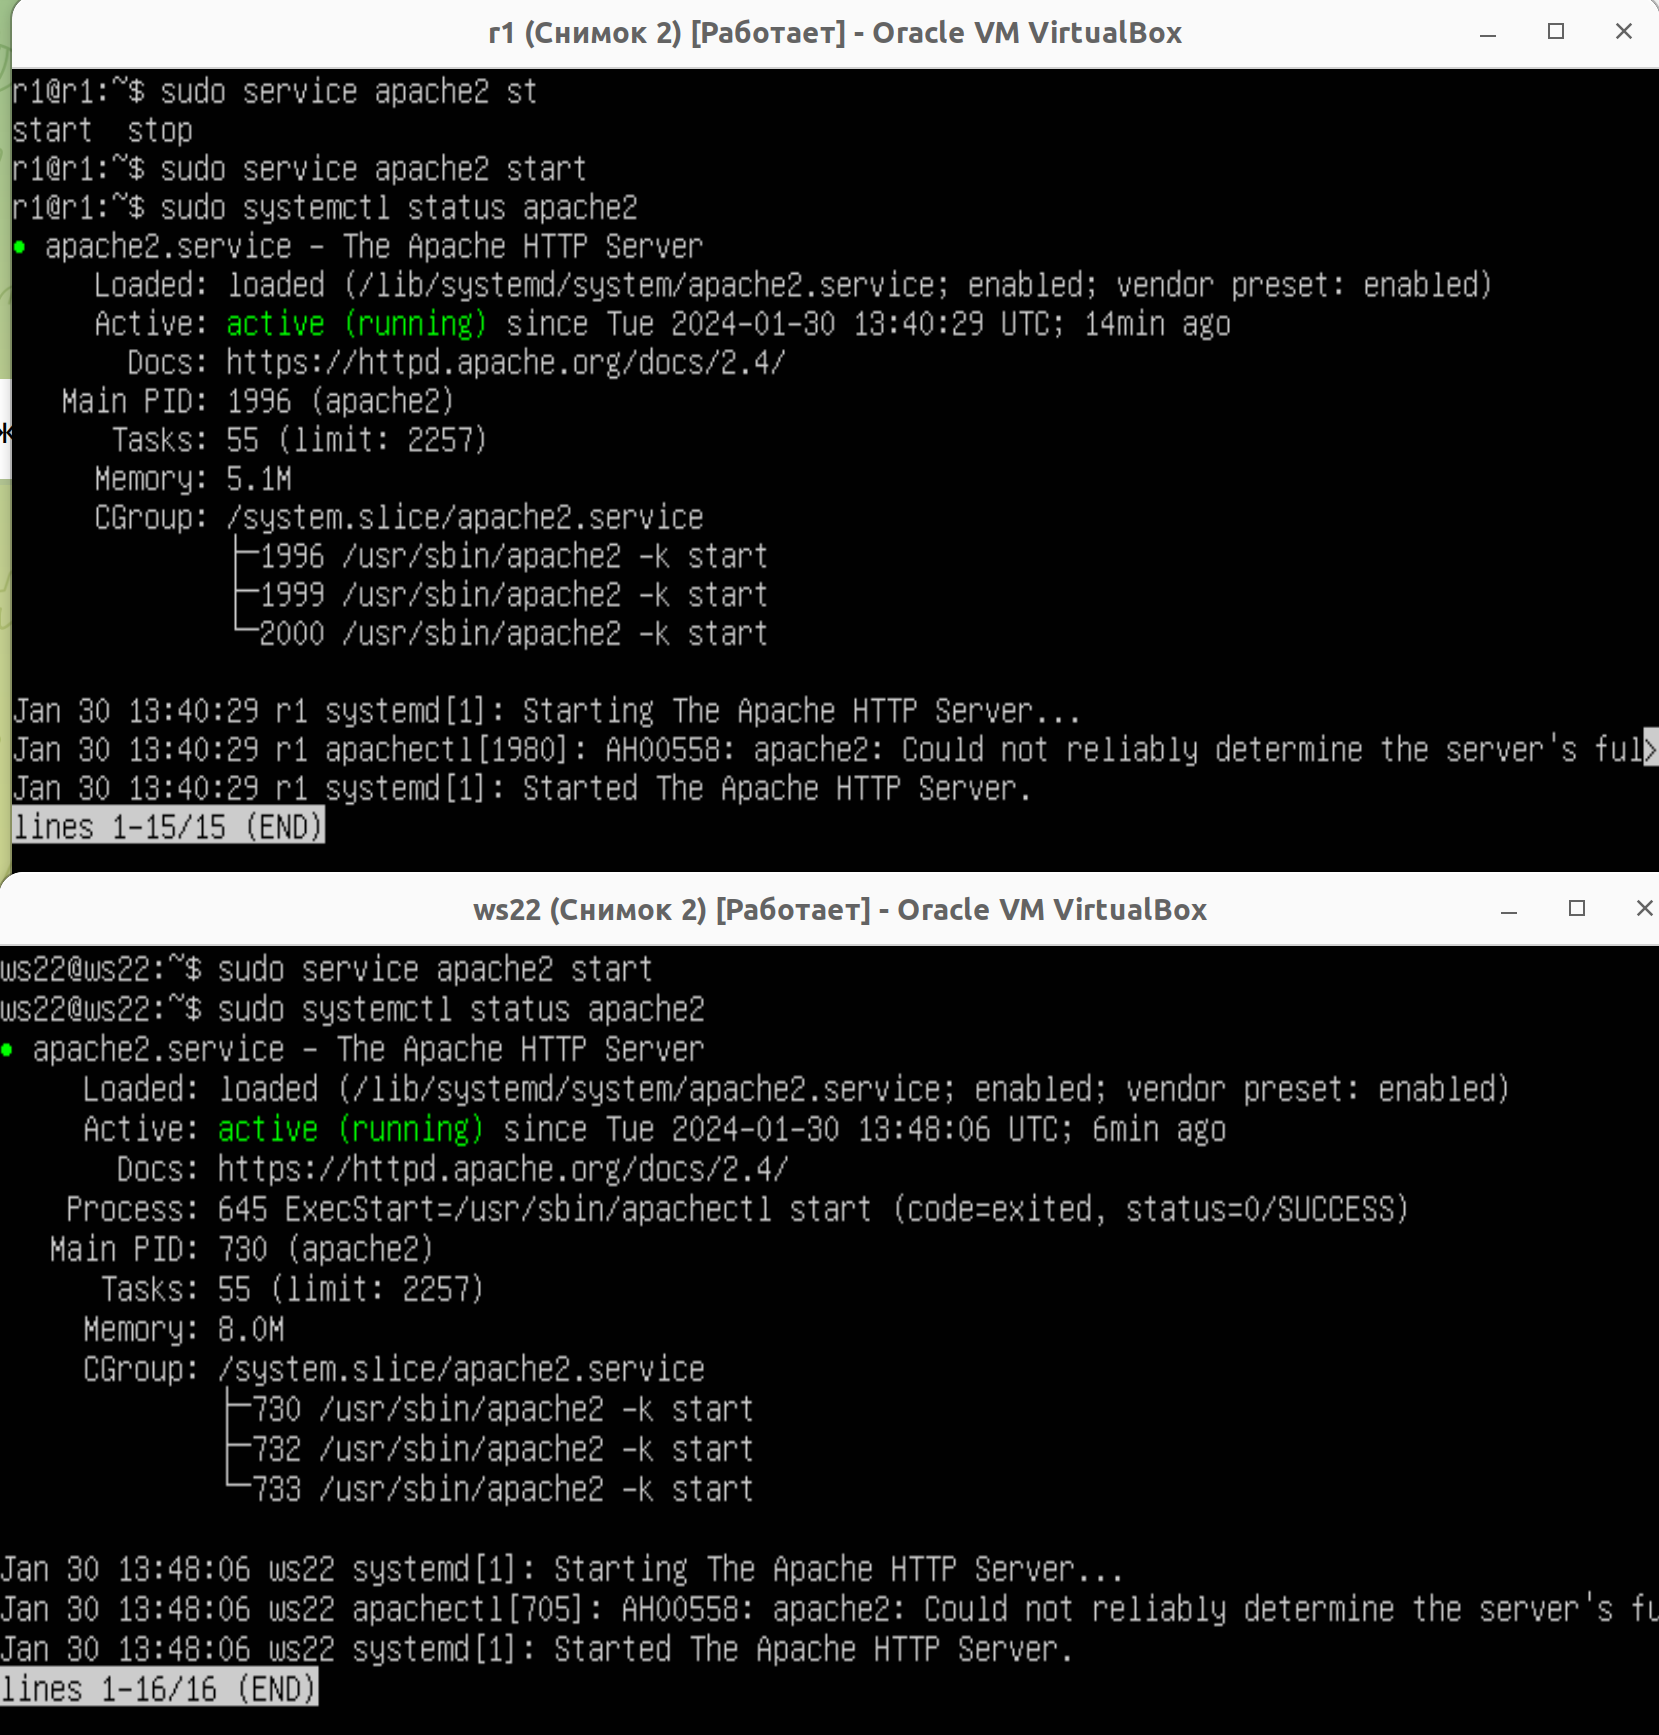 r1 (Снимок 2) [Работает] - Oracle VM VirtualBox
r1@r1:~$ sudo service apache2 st
start  stop
r1@r1:~$ sudo service apache2 start
r1@r1:~$ sudo systemctl status apache2
● apache2.service - The Apache HTTP Server
     Loaded: loaded (/lib/systemd/system/apache2.service; enabled; vendor preset: enabled)
     Active: active (running) since Tue 2024-01-30 13:40:29 UTC; 14min ago
       Docs: https://httpd.apache.org/docs/2.4/
   Main PID: 1996 (apache2)
      Tasks: 55 (limit: 2257)
     Memory: 5.1M
     CGroup: /system.slice/apache2.service
             ├─1996 /usr/sbin/apache2 -k start
             ├─1999 /usr/sbin/apache2 -k start
             └─2000 /usr/sbin/apache2 -k start
Jan 30 13:40:29 r1 systemd[1]: Starting The Apache HTTP Server...
Jan 30 13:40:29 r1 apachectl[1980]: AH00558: apache2: Could not reliably determine the server's ful>
Jan 30 13:40:29 r1 systemd[1]: Started The Apache HTTP Server.
lines 1-15/15 (END)
ws22 (Снимок 2) [Работает] - Oracle VM VirtualBox
ws22@ws22:~$ sudo service apache2 start
ws22@ws22:~$ sudo systemctl status apache2
● apache2.service - The Apache HTTP Server
     Loaded: loaded (/lib/systemd/system/apache2.service; enabled; vendor preset: enabled)
     Active: active (running) since Tue 2024-01-30 13:48:06 UTC; 6min ago
       Docs: https://httpd.apache.org/docs/2.4/
    Process: 645 ExecStart=/usr/sbin/apachectl start (code=exited, status=0/SUCCESS)
   Main PID: 730 (apache2)
      Tasks: 55 (limit: 2257)
     Memory: 8.0M
     CGroup: /system.slice/apache2.service
             ├─730 /usr/sbin/apache2 -k start
             ├─732 /usr/sbin/apache2 -k start
             └─733 /usr/sbin/apache2 -k start
Jan 30 13:48:06 ws22 systemd[1]: Starting The Apache HTTP Server...
Jan 30 13:48:06 ws22 apachectl[705]: AH00558: apache2: Could not reliably determine the server's fu
Jan 30 13:48:06 ws22 systemd[1]: Started The Apache HTTP Server.
lines 1-16/16 (END)